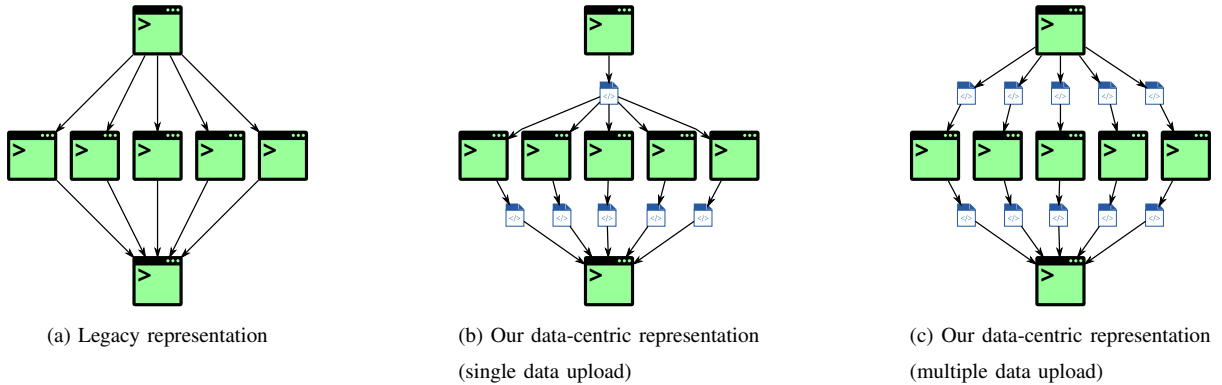 (a) Legacy representation
(b) Our data-centric representation
(single data upload)
(c) Our data-centric representation
(multiple data upload)